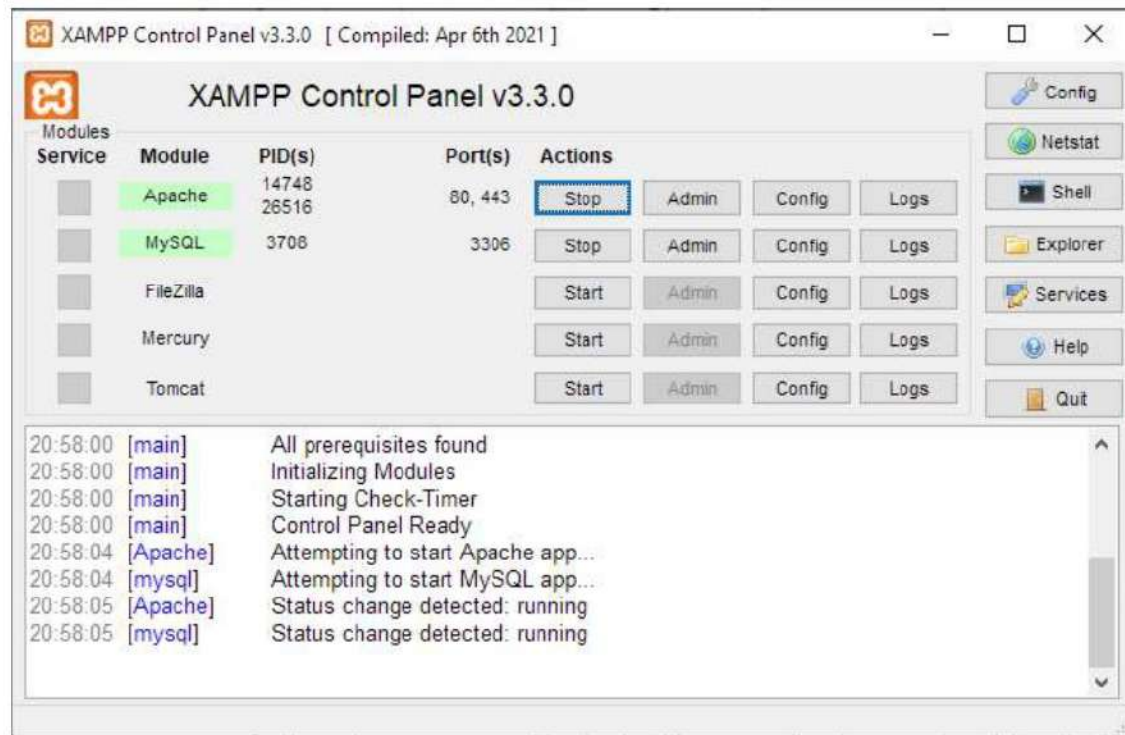 XAMPP Control Panel v3.3.0 [ Compiled: Apr 6th 2021 ]
XAMPP Control Panel v3.3.0
Config
Modules
Service Module PID(s) Port(s) Actions
Netstat
Apache 14748 26516 80, 443 Stop Admin Config Logs
Shell
MySQL 3708 3306 Stop Admin Config Logs
Explorer
FileZilla Start Admin Config Logs
Services
Mercury Start Admin Config Logs
Help
Tomcat Start Admin Config Logs
Quit
20:58:00 [main] All prerequisites found
20:58:00 [main] Initializing Modules
20:58:00 [main] Starting Check-Timer
20:58:00 [main] Control Panel Ready
20:58:04 [Apache] Attempting to start Apache app...
20:58:04 [mysql] Attempting to start MySQL app...
20:58:05 [Apache] Status change detected: running
20:58:05 [mysql] Status change detected: running